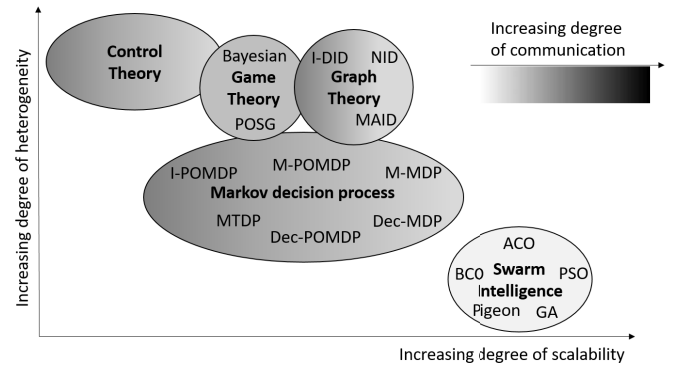 Increasing degree
of communication
Increasing degree of heterogeneity
Control
Theory
Bayesian
Game
Theory
POSG
I-DID NID
Graph
Theory
MAID
I-POMDP M-POMDP M-MDP
Markov decision process
MTDP Dec-POMDP Dec-MDP
ACO
BC0 Swarm PSO
Intelligence
Pigeon GA
Increasing degree of scalability